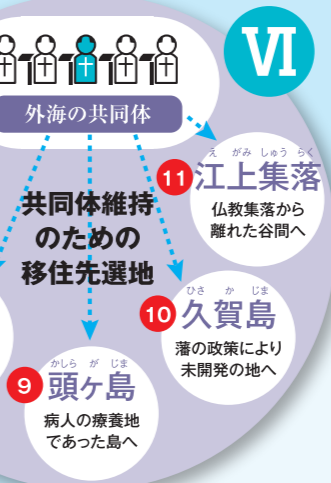 VI
外海の共同体
共同体維持
のための
移住先選地
11
えがみしゅうらく
江上集落
仏教集落から
離れた谷間へ
10
ひさかじま
久賀島
藩の政策により
未開発の地へ
9
かしらがじま
頭ヶ島
病人の療養地
であった島へ